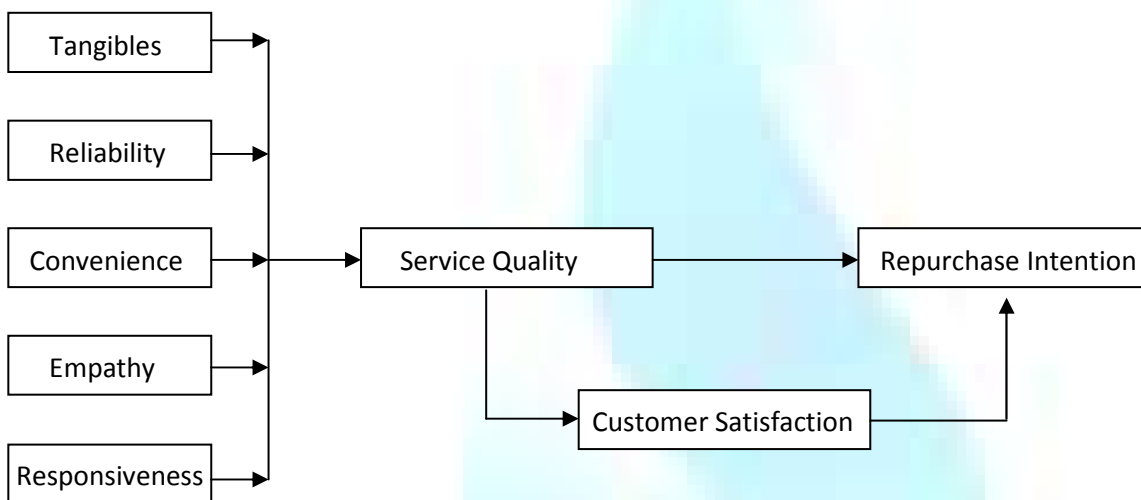 Tangibles
Reliability
Convenience
Empathy
Responsiveness
Service Quality
Customer Satisfaction
Repurchase Intention